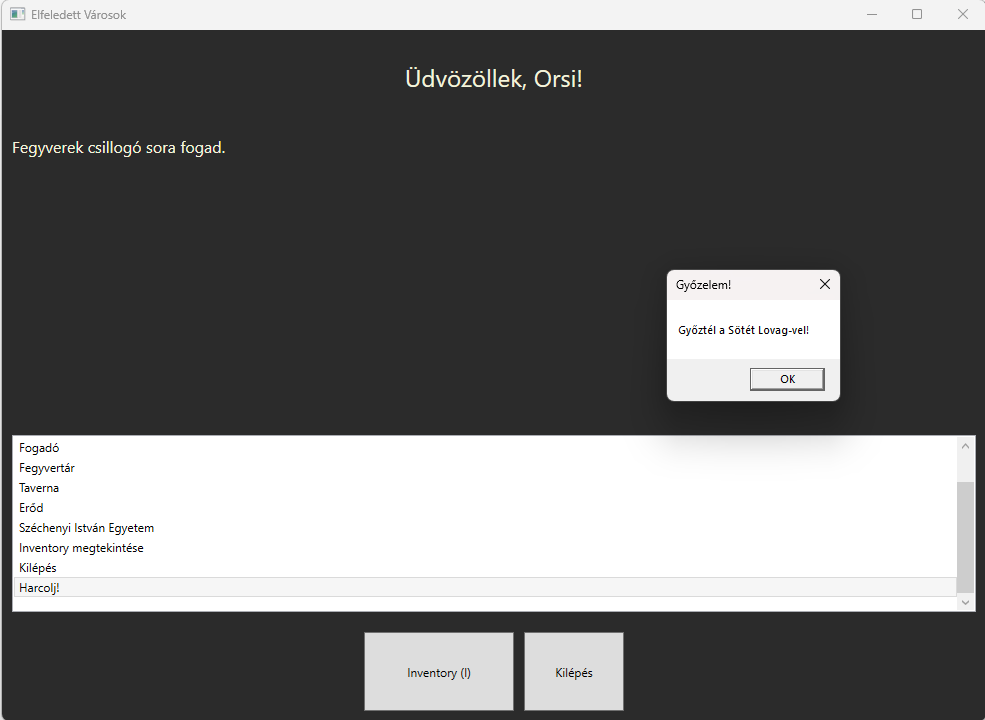 Elfeledett Városok
Üdvözöllek, Orsi!
Fegyverek csillogó sora fogad.
Győzelem!
Győztél a Sötét Lovag-vel!
OK
Fogadó
Fegyvertár
Taverna
Erőd
Széchenyi István Egyetem
Inventory megtekintése
Kilépés
Harcolj!
Inventory (I)
Kilépés